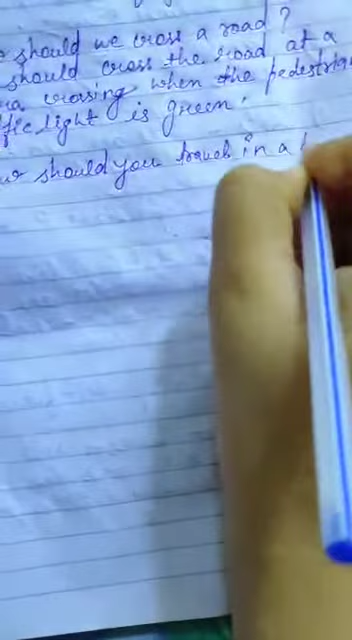 should we cross a road ?
should cross the road at a
crossing when the pedestrian
light is green.
should you travel in a